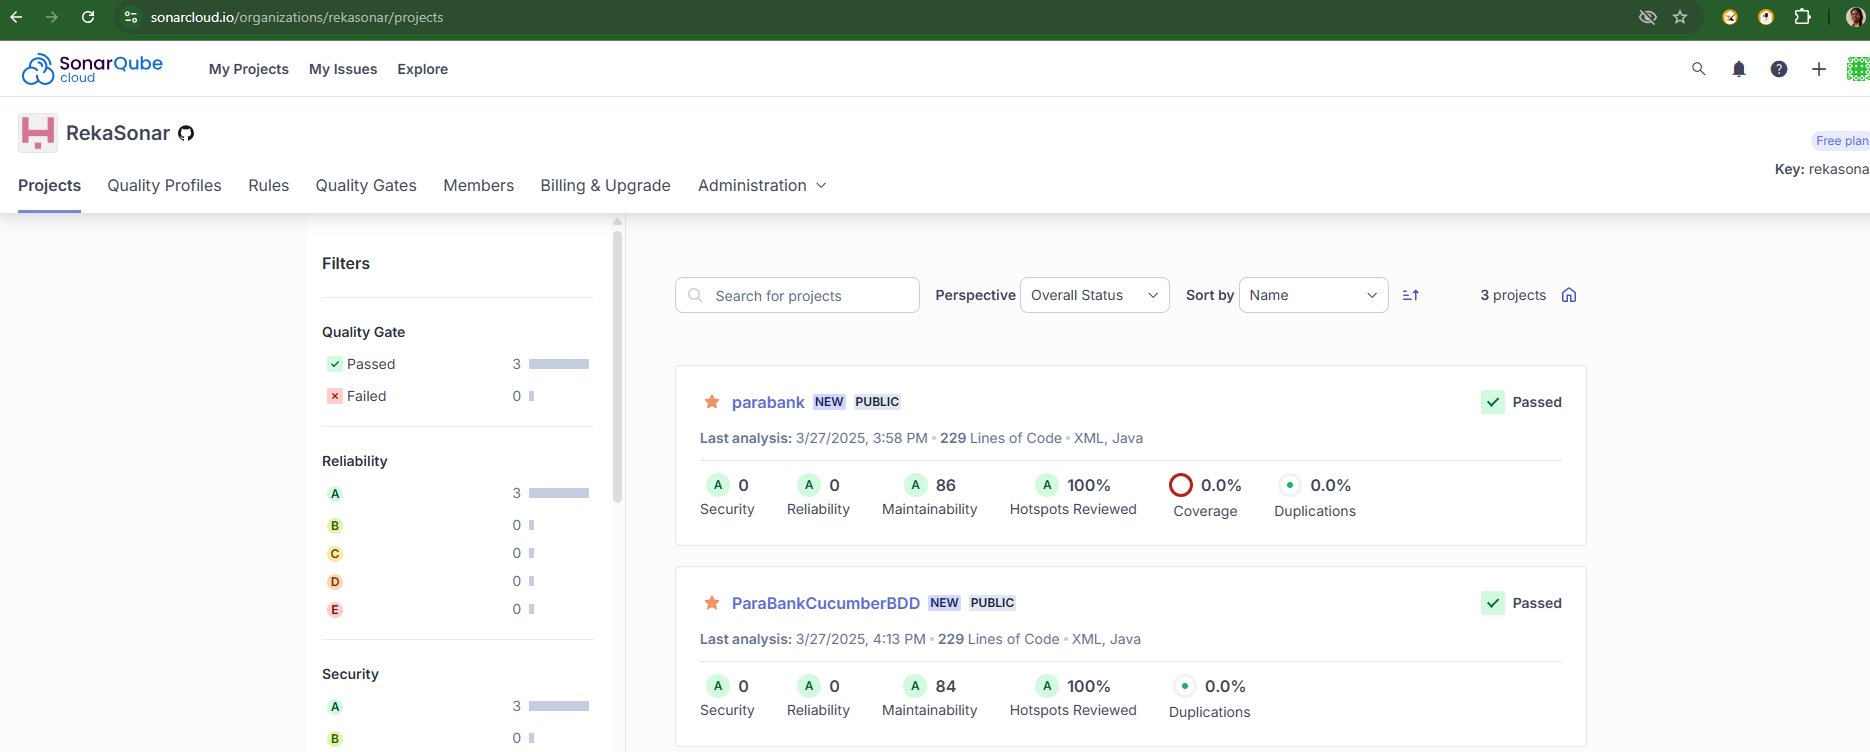 sonarcloud.io/organizations/rekasonar/projects
SonarQube cloud My Projects My Issues Explore
RekaSonar
Free plan
Key: rekasona
Projects Quality Profiles Rules Quality Gates Members Billing & Upgrade Administration
Filters
Quality Gate
Passed 3
Failed 0
Reliability
A 3
B 0
C 0
D 0
E 0
Security
A 3
B 0
Search for projects Perspective Overall Status Sort by Name 3 projects
parabank NEW PUBLIC Passed
Last analysis: 3/27/2025, 3:58 PM • 229 Lines of Code • XML, Java
A 0 A 0 A 86 A 100% 0.0% 0.0%
Security Reliability Maintainability Hotspots Reviewed Coverage Duplications
ParaBankCucumberBDD NEW PUBLIC Passed
Last analysis: 3/27/2025, 4:13 PM • 229 Lines of Code • XML, Java
A 0 A 0 A 84 A 100% 0.0%
Security Reliability Maintainability Hotspots Reviewed Duplications